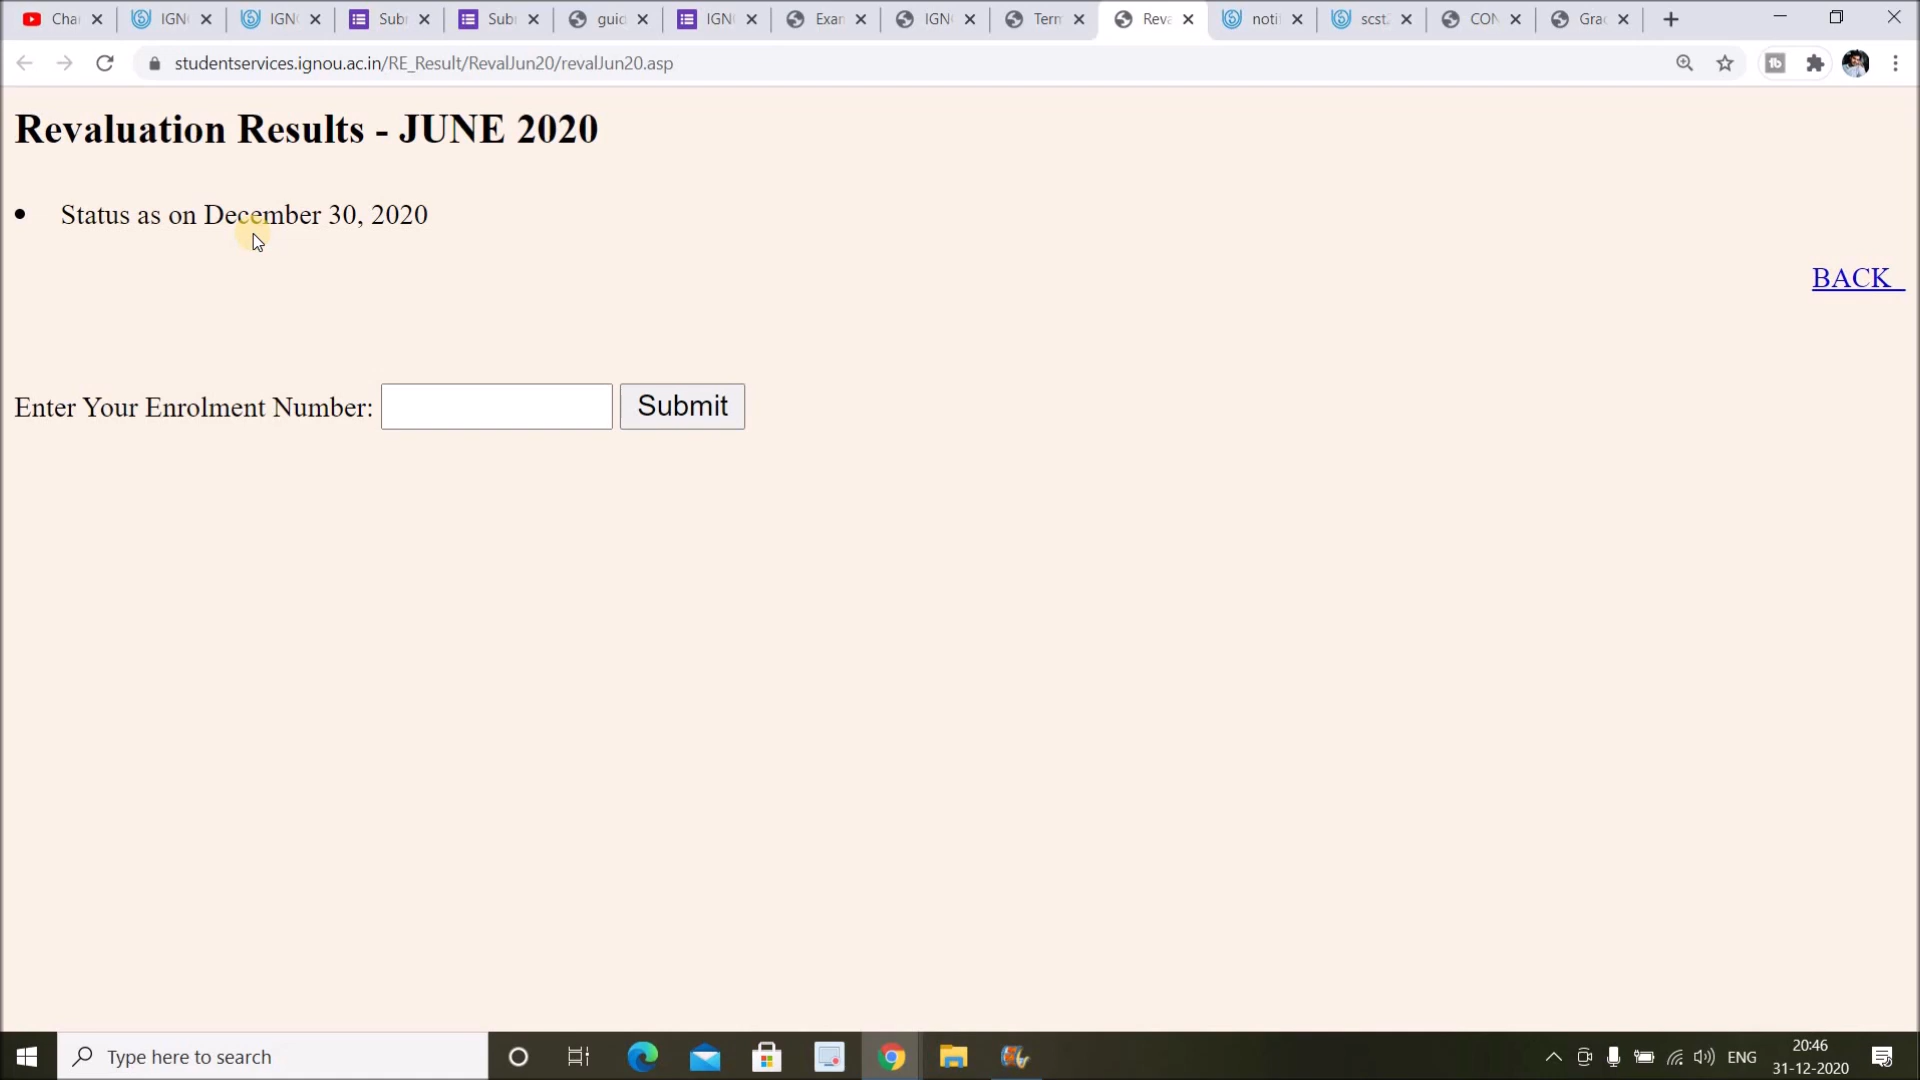 Cha
IGN
IGN
Sub
Sub
guid
IGN
Exan
IGN
Term
Reva
noti
scst
CON
Grad
studentservices.ignou.ac.in/RE_Result/RevalJun20/revalJun20.asp
Revaluation Results - JUNE 2020
Status as on December 30, 2020
BACK
Enter Your Enrolment Number:
Submit
Type here to search
ENG
20:46
31-12-2020